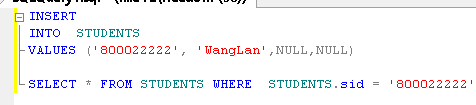 INSERT
INTO STUDENTS
VALUES ('800022222', 'WangLan',NULL,NULL)
SELECT * FROM STUDENTS WHERE STUDENTS.sid = '800022222'